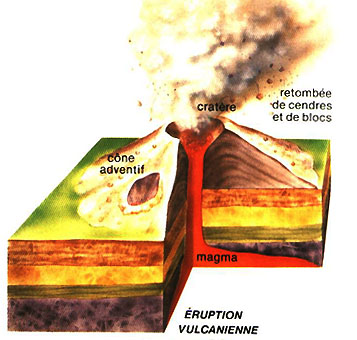 cratère
retombée
de cendres
et de blocs
cône
adventif
magma
ÉRUPTION
VULCANIENNE